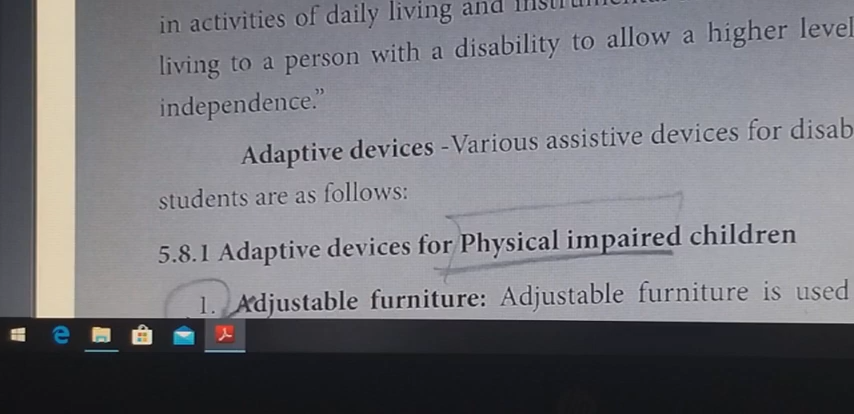 in activities of daily living and
living to a person with a disability to allow a higher level
independence.”
Adaptive devices -Various assistive devices for disab
students are as follows:
5.8.1 Adaptive devices for Physical impaired children
1. Adjustable furniture: Adjustable furniture is used